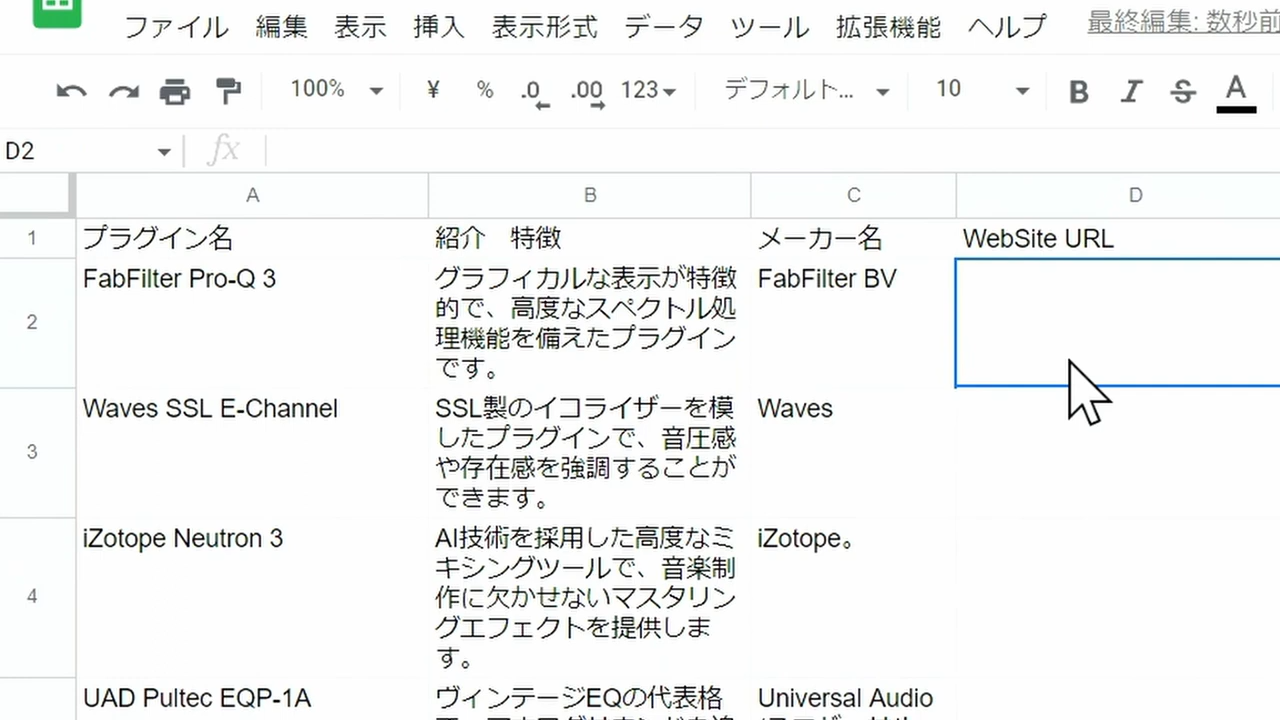 ファイル 編集 表示 挿入 表示形式 データ ツール 拡張機能 ヘルプ 最終編集: 数秒前
100% ¥ % .0 .00 123 デフォルト... 10 B I S A
D2 fx
A B C D
1 プラグイン名 紹介　特徴 メーカー名 WebSite URL
2 FabFilter Pro-Q 3 グラフィカルな表示が特徴 FabFilter BV
的で、高度なスペクトル処
理機能を備えたプラグイン
です。
3 Waves SSL E-Channel SSL製のイコライザーを模 Waves
したプラグインで、音圧感
や存在感を強調することが
できます。
4 iZotope Neutron 3 AI技術を採用した高度なミ iZotope。
キシングツールで、音楽制
作に欠かせないマスタリン
グエフェクトを提供しま
す。
UAD Pultec EQP-1A ヴィンテージEQの代表格 Universal Audio